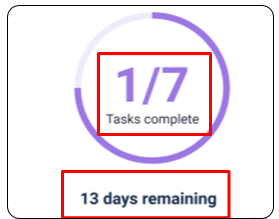 1/7
Tasks complete
13 days remaining